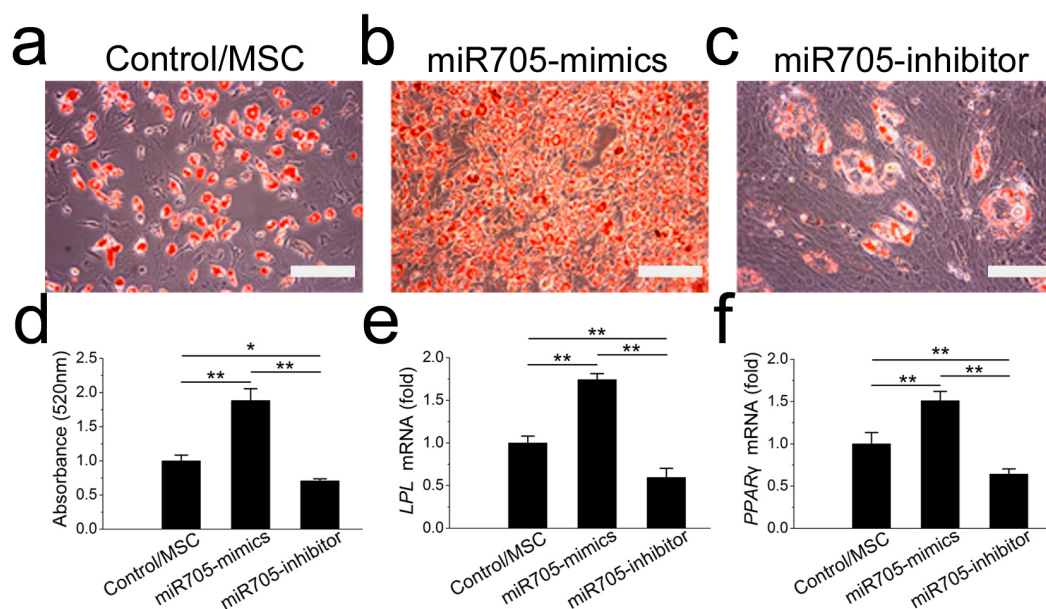 a
Control/MSC
b
miR705-mimics
c
miR705-inhibitor
d
Absorbance (520nm)
2.5
2.0
1.5
1.0
0.5
0.0
*
**
**
Control/MSC
miR705-mimics
miR705-inhibitor
e
LPL mRNA (fold)
2.0
1.5
1.0
0.5
0.0
**
**
**
Control/MSC
miR705-mimics
miR705-inhibitor
f
PPARγ mRNA (fold)
2.0
1.5
1.0
0.5
0.0
**
**
**
Control/MSC
miR705-mimics
miR705-inhibitor